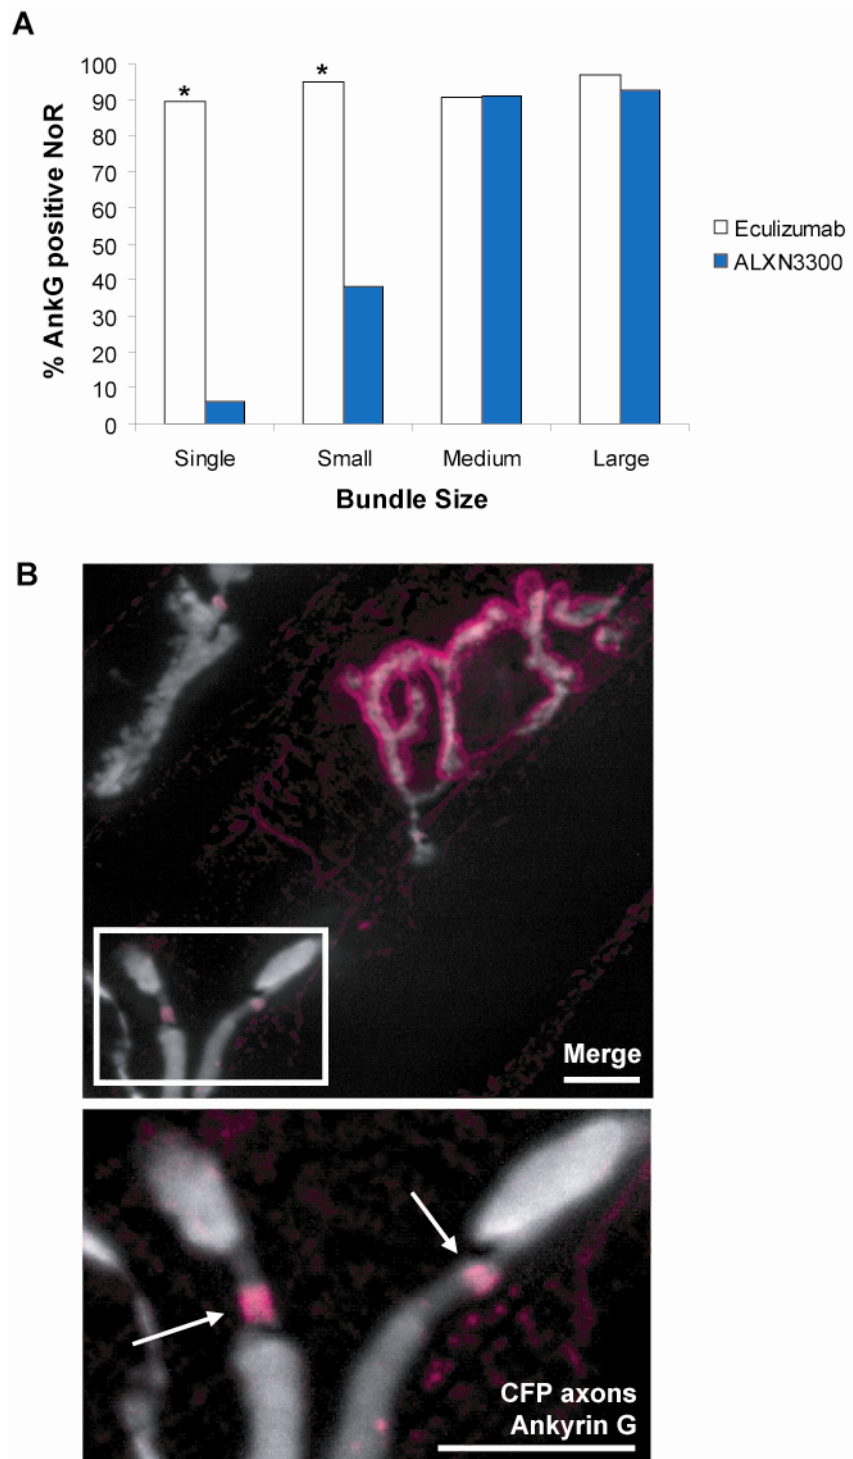 A
100
90
80
70
60
50
40
30
20
10
0
% AnkG positive NoR
*
*
Single Small Medium Large
Bundle Size
Eculizumab
ALXN3300
B
Merge
CFP axons
Ankyrin G